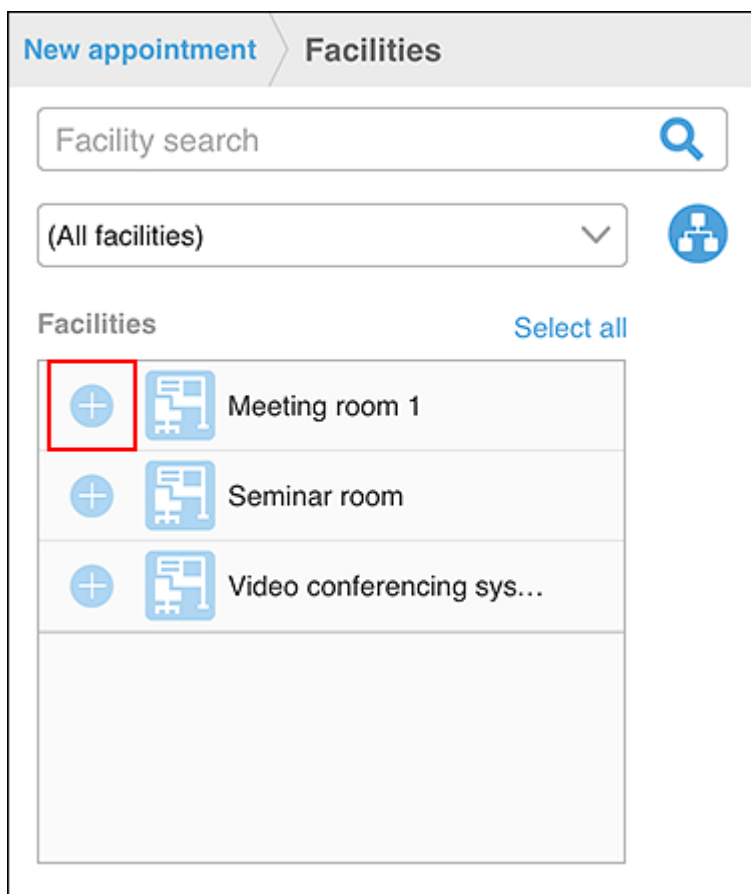 New appointment Facilities
Facility search
(All facilities)
Facilities Select all
Meeting room 1
Seminar room
Video conferencing sys...